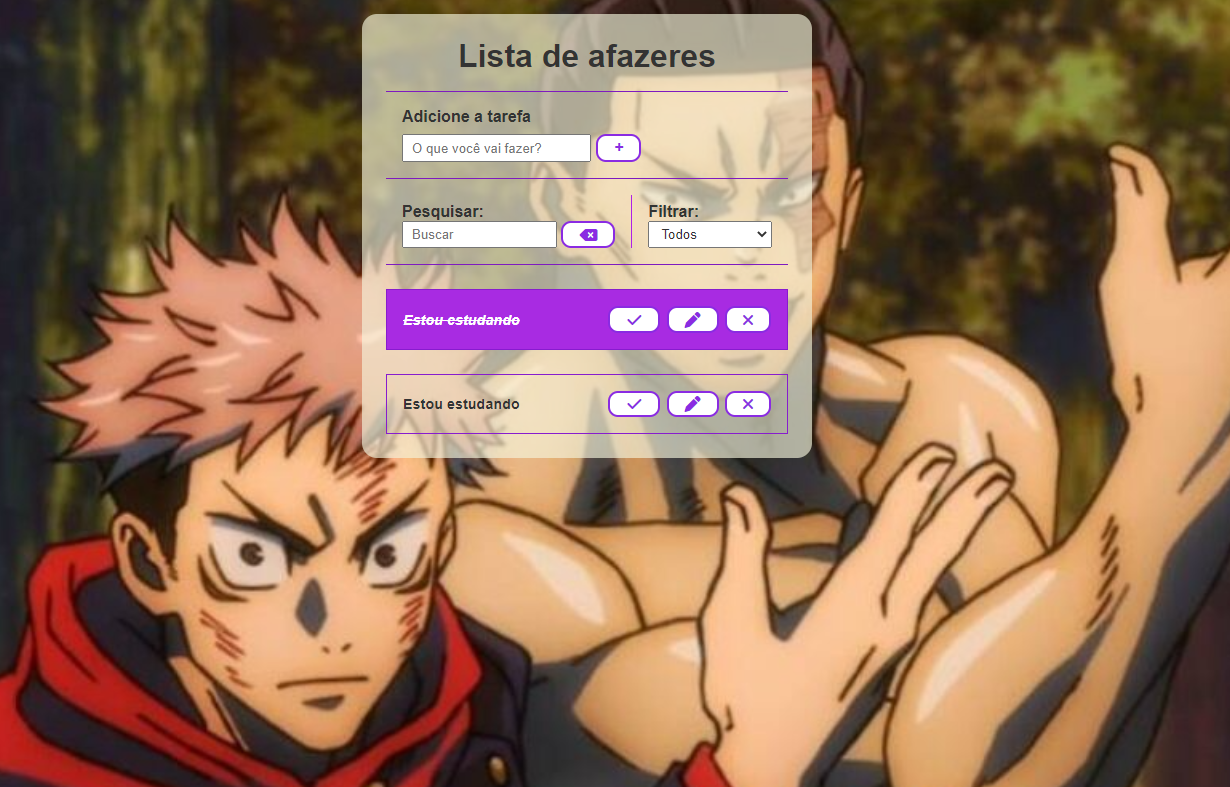 Lista de afazeres
Adicione a tarefa
O que você vai fazer? +
Pesquisar: Filtrar:
Buscar Todos
Estou estudando
Estou estudando